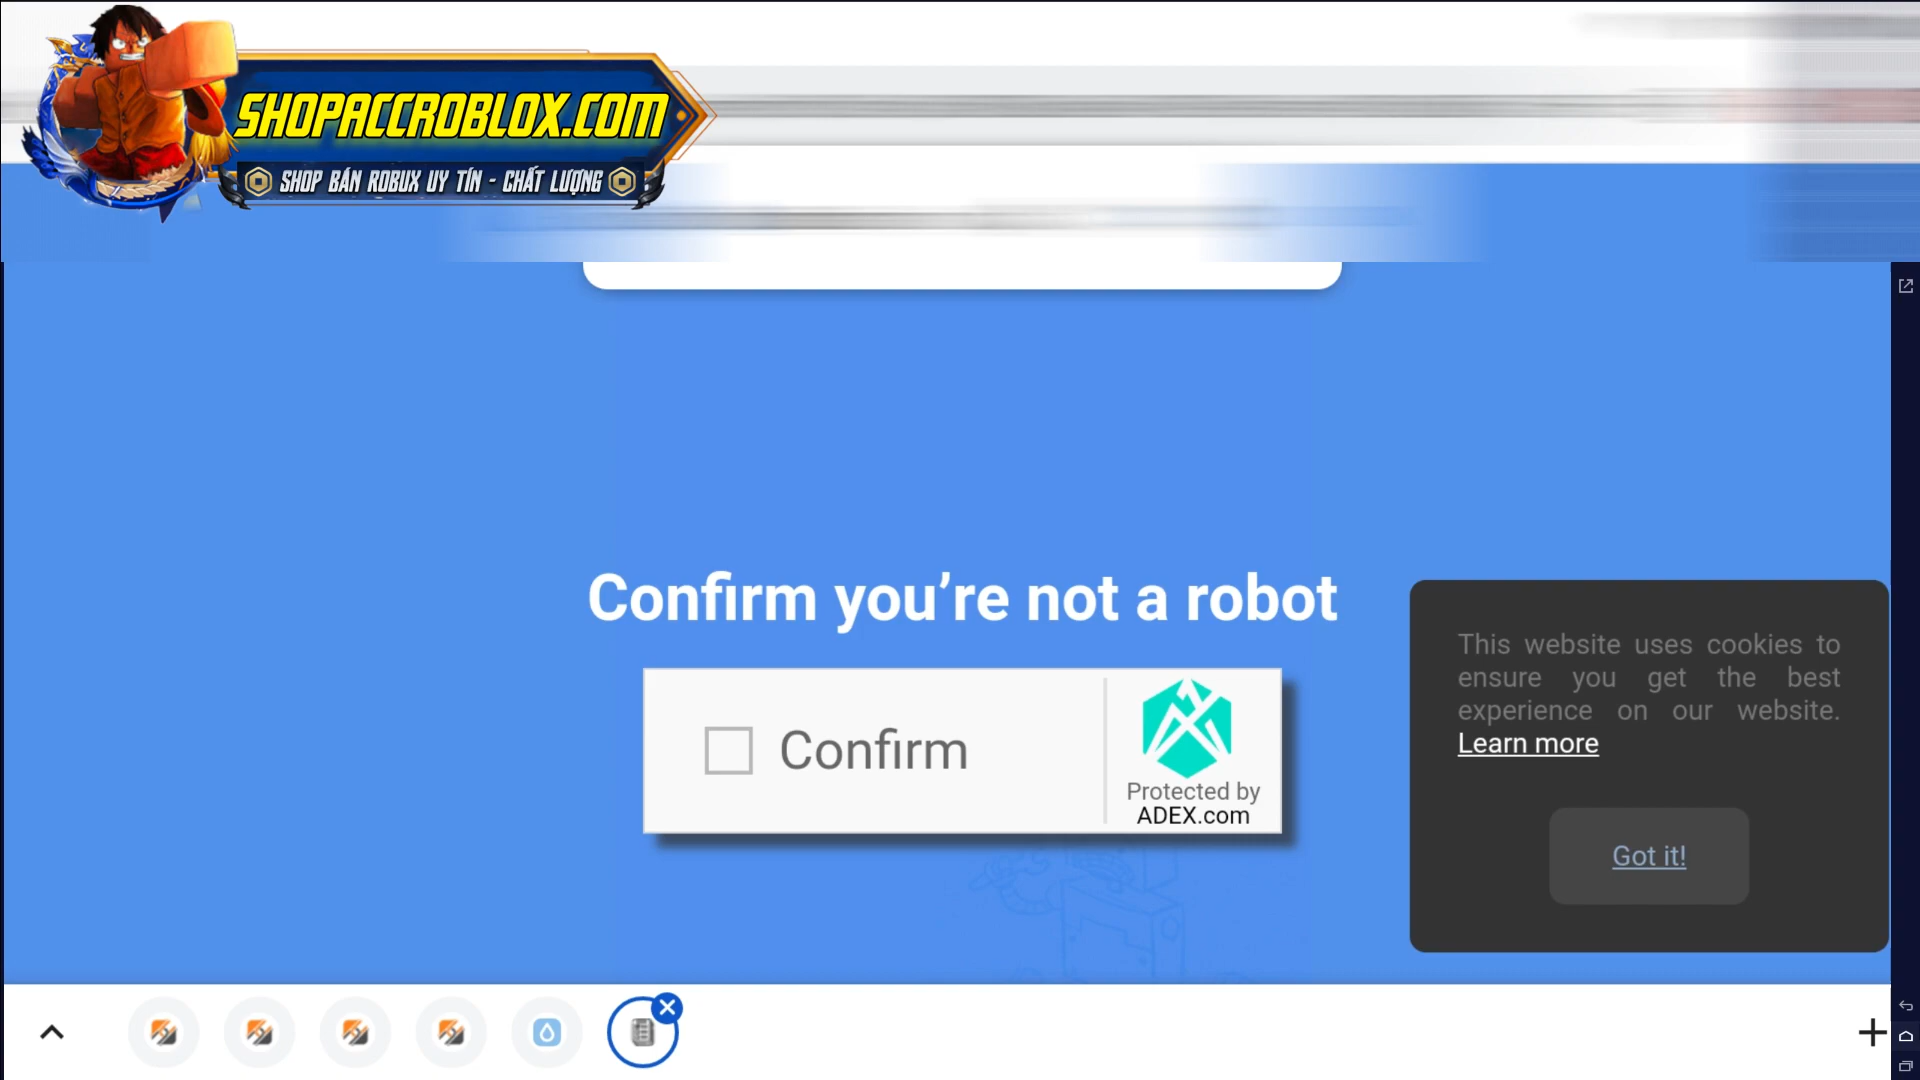 SHOPACCROBLOX.COM
SHOP BÁN ROBUX UY TÍN - CHẤT LƯỢNG
Confirm you’re not a robot
Confirm
Protected by
ADEX.com
This website uses cookies to
ensure you get the best
experience on our website.
Learn more
Got it!